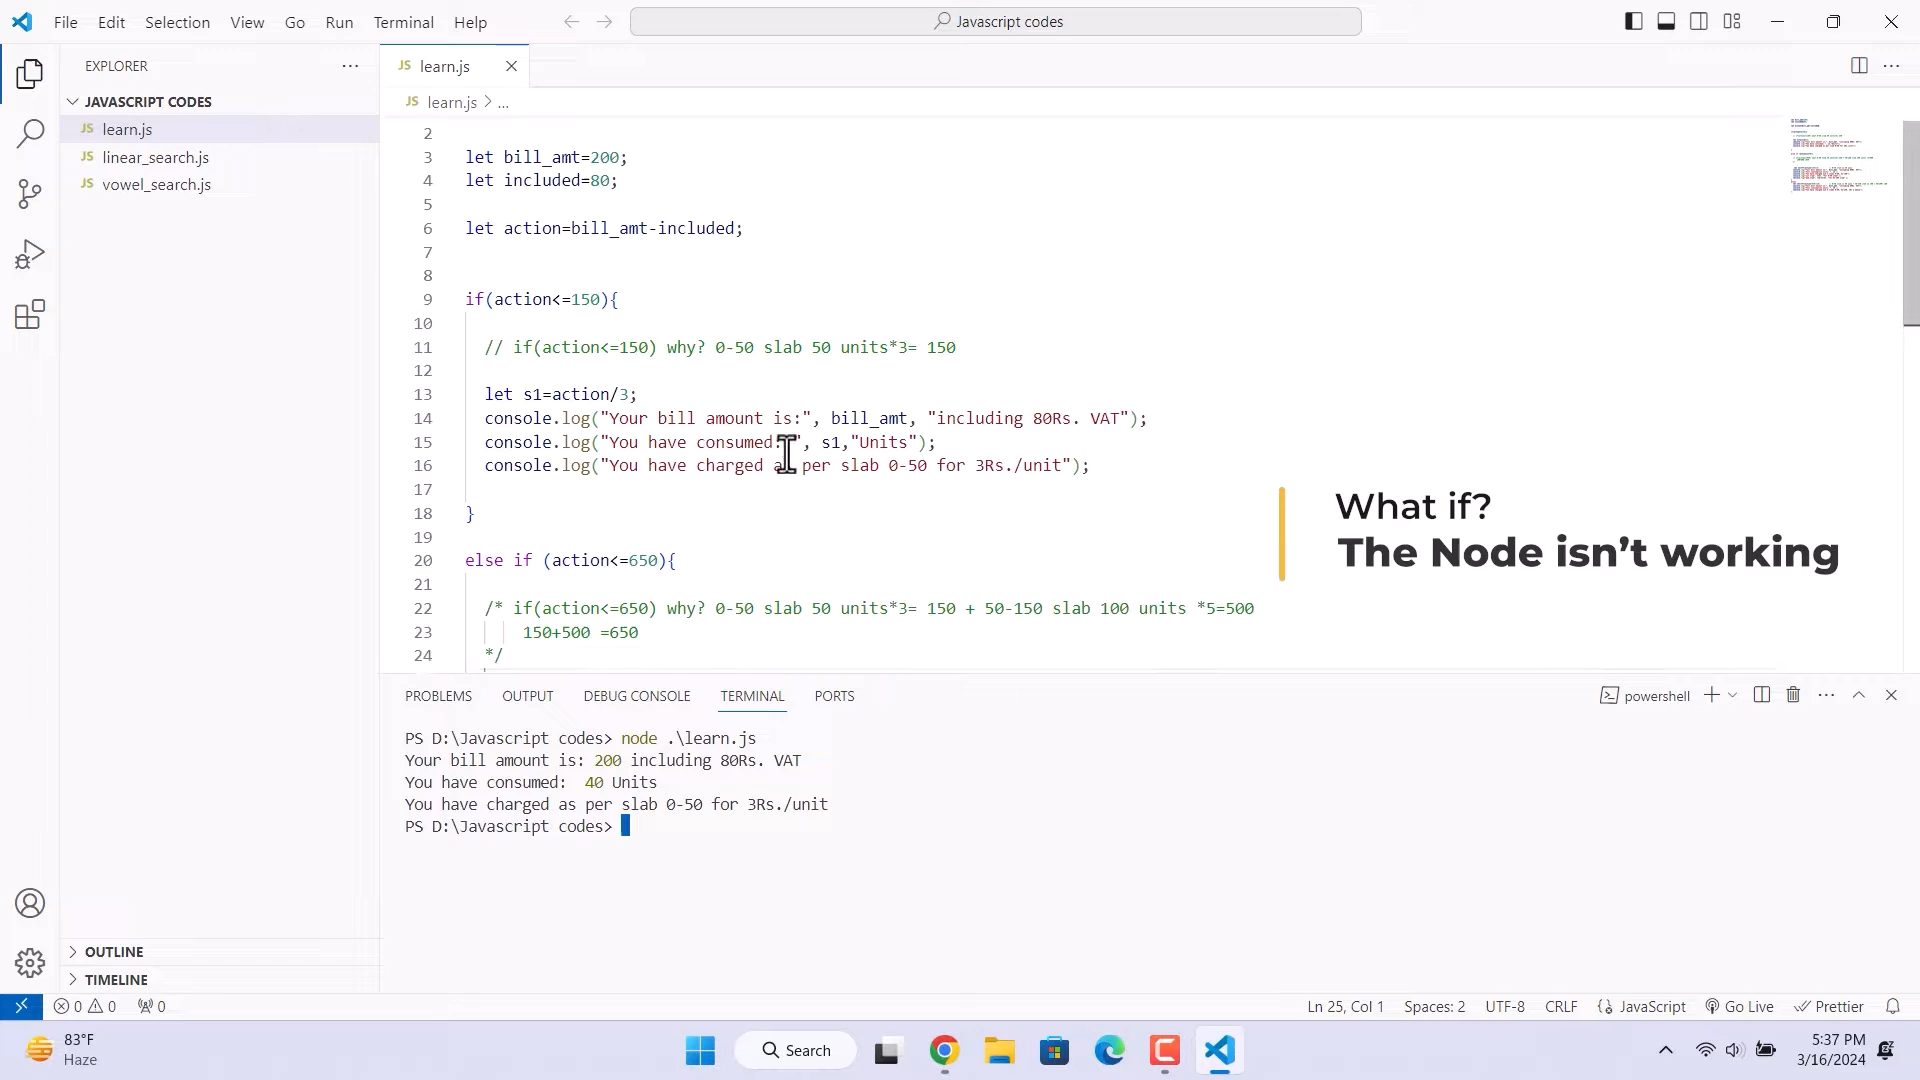 File Edit Selection View Go Run Terminal Help
Javascript codes
EXPLORER
JAVASCRIPT CODES
JS learn.js
JS linear_search.js
JS vowel_search.js
OUTLINE
TIMELINE
JS learn.js
JS learn.js > ...
2
3 let bill_amt=200;
4 let included=80;
5
6 let action=bill_amt-included;
7
8
9 if(action<=150){
10
11 // if(action<=150) why? 0-50 slab 50 units*3= 150
12
13 let s1=action/3;
14 console.log("Your bill amount is:", bill_amt, "including 80Rs. VAT");
15 console.log("You have consumed: ", s1,"Units");
16 console.log("You have charged as per slab 0-50 for 3Rs./unit");
17
18 }
19
20 else if (action<=650){
21
22 /* if(action<=650) why? 0-50 slab 50 units*3= 150 + 50-150 slab 100 units *5=500
23 150+500 =650
24 */
What if?
The Node isn’t working
PROBLEMS OUTPUT DEBUG CONSOLE TERMINAL PORTS
powershell
PS D:\Javascript codes> node .\learn.js
Your bill amount is: 200 including 80Rs. VAT
You have consumed:  40 Units
You have charged as per slab 0-50 for 3Rs./unit
PS D:\Javascript codes>
0 0 0
Ln 25, Col 1 Spaces: 2 UTF-8 CRLF {} JavaScript Go Live Prettier
83°F
Haze
Search
5:37 PM
3/16/2024